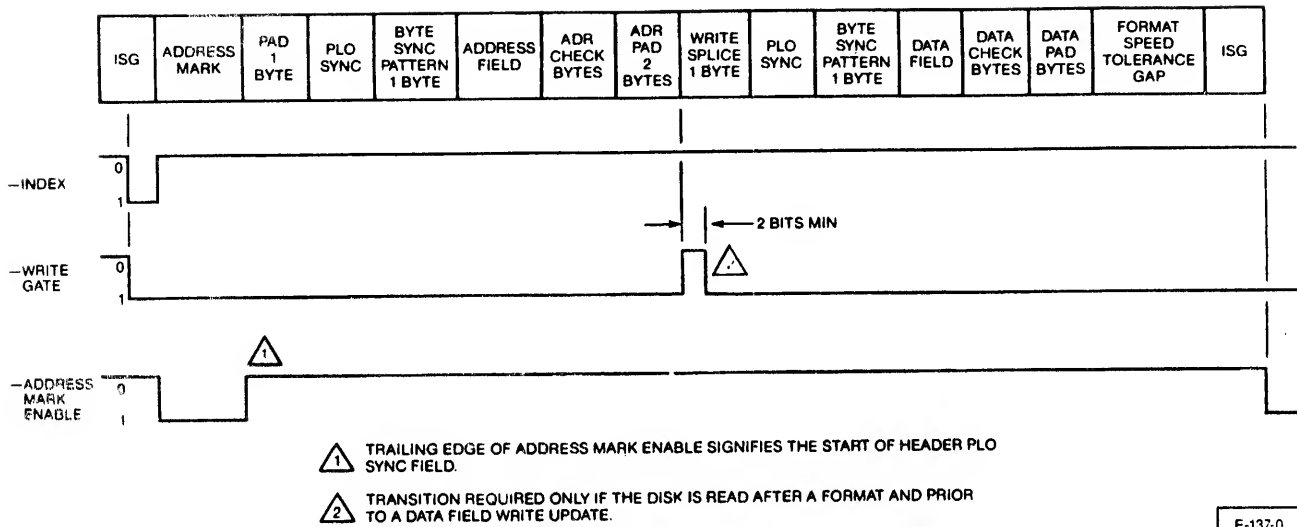 ISG
ADDRESS
MARK
PAD
1
BYTE
PLO
SYNC
BYTE
SYNC
PATTERN
1 BYTE
ADDRESS
FIELD
ADR
CHECK
BYTES
ADR
PAD
2
BYTES
WRITE
SPLICE
1 BYTE
PLO
SYNC
BYTE
SYNC
PATTERN
1 BYTE
DATA
FIELD
DATA
CHECK
BYTES
DATA
PAD
BYTES
FORMAT
SPEED
TOLERANCE
GAP
ISG
0
–INDEX
1
2 BITS MIN
–WRITE
GATE
0
1
1
–ADDRESS
MARK
ENABLE
0
1
1 TRAILING EDGE OF ADDRESS MARK ENABLE SIGNIFIES THE START OF HEADER PLO
SYNC FIELD.
2 TRANSITION REQUIRED ONLY IF THE DISK IS READ AFTER A FORMAT AND PRIOR
TO A DATA FIELD WRITE UPDATE.